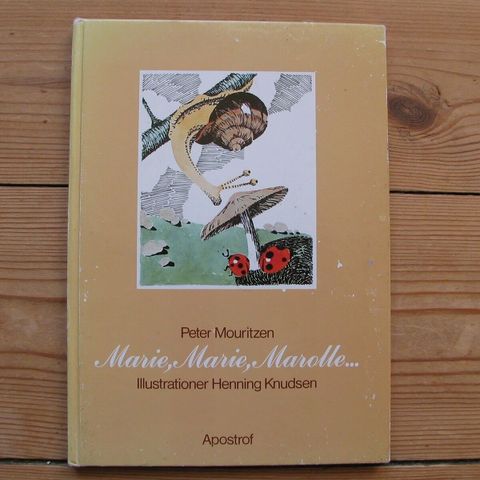 Peter Mouritzen
Marie, Marie, Marolle...
Illustrationer Henning Knudsen
Apostrof